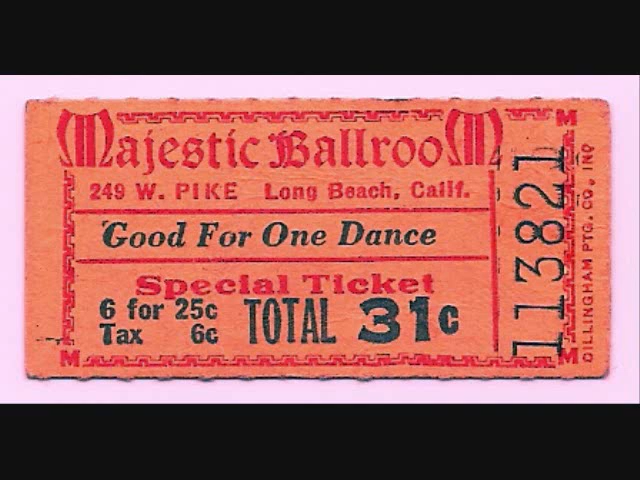 Majestic Ballroom
249 W. PIKE Long Beach, Calif.
Good For One Dance
Special Ticket
6 for 25c
Tax 6c
TOTAL 31c
113821
M
M
M
DILLINGHAM PTG. CO., INC